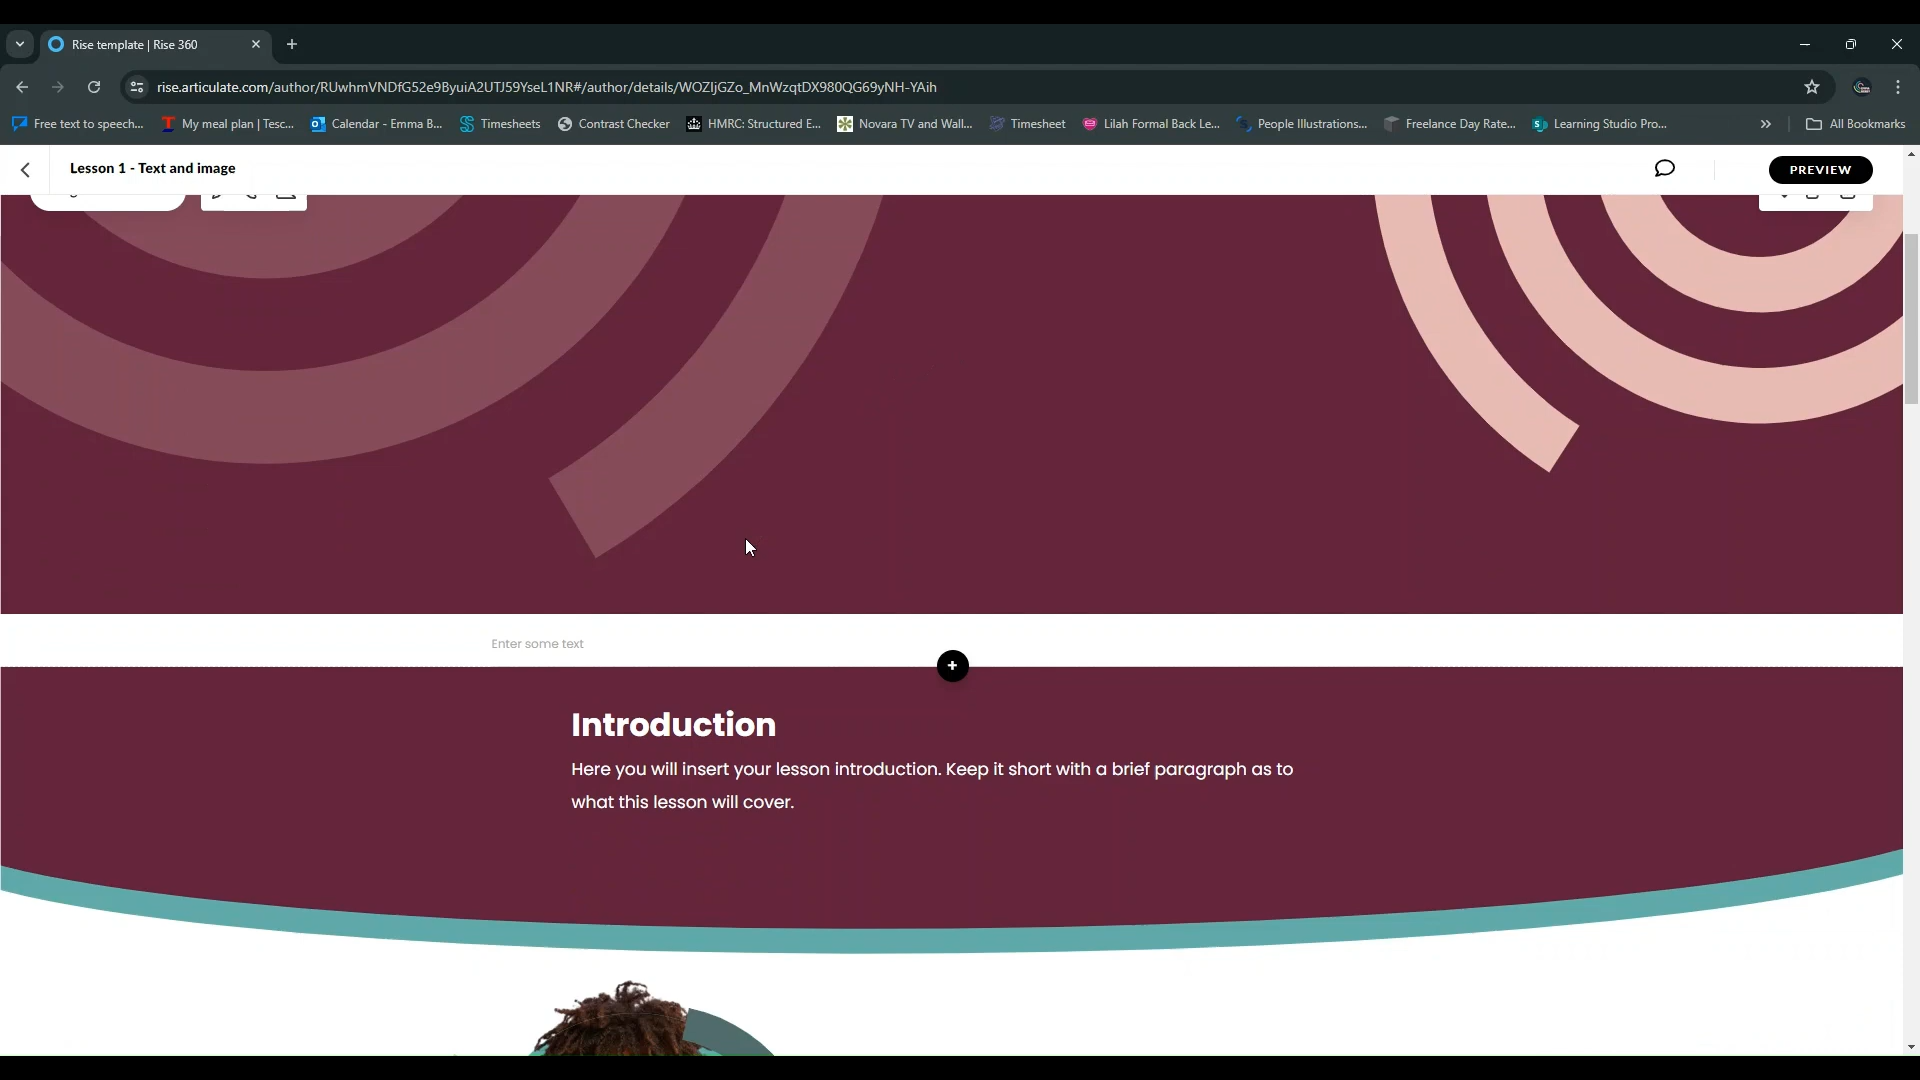 Rise template | Rise 360
rise.articulate.com/author/RUwhmVNDfG52e9ByuiA2UTJ59YseL1NR#/author/details/WOZIjGZo_MnWzqtDX980QG69yNH-YAih
Free text to speech...
My meal plan | Tesc...
Calendar - Emma B...
Timesheets
Contrast Checker
HMRC: Structured E...
Novara TV and Wall...
Timesheet
Lilah Formal Back Le...
People Illustrations...
Freelance Day Rate...
Learning Studio Pro...
All Bookmarks
Lesson 1 - Text and image
PREVIEW
Enter some text
Introduction
Here you will insert your lesson introduction. Keep it short with a brief paragraph as to
what this lesson will cover.